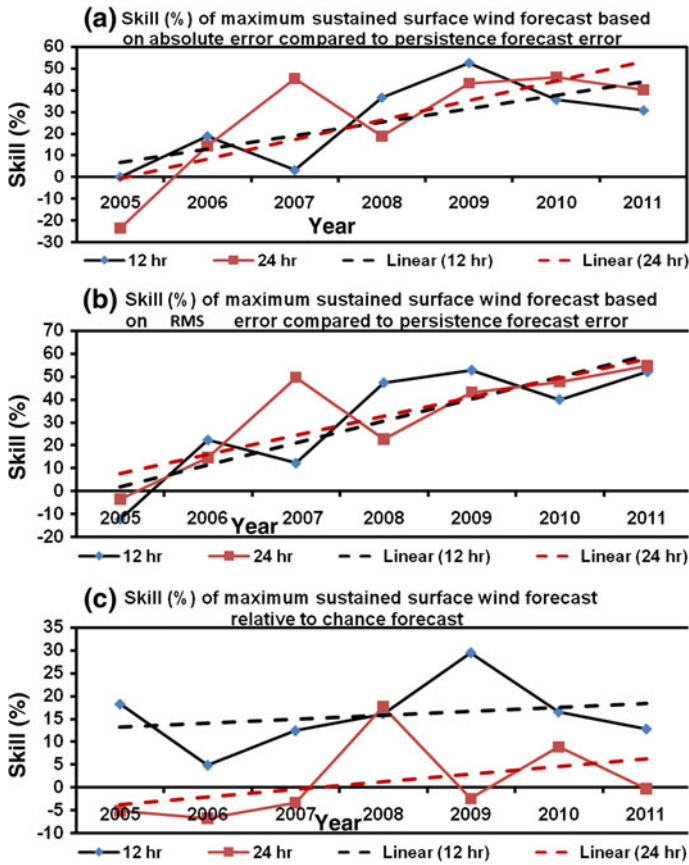 (a) Skill (%) of maximum sustained surface wind forecast based
on absolute error compared to persistence forecast error
60
50
40
30
20
10
0
-10
-20
-30
Skill (%)
2005 2006 2007 2008 2009 2010 2011
Year
12 hr 24 hr Linear (12 hr) Linear (24 hr)
(b) Skill (%) of maximum sustained surface wind forecast based
on RMS error compared to persistence forecast error
70
60
50
40
30
20
10
0
-10
-20
Skill (%)
2005 2006 2007 2008 2009 2010 2011
Year
12 hr 24 hr Linear (12 hr) Linear (24 hr)
(c) Skill (%) of maximum sustained surface wind forecast
relative to chance forecast
35
30
25
20
15
10
5
0
-5
-10
Skill (%)
2005 2006 2007 2008 2009 2010 2011
Year
12 hr 24 hr Linear (12 hr) Linear (24 hr)